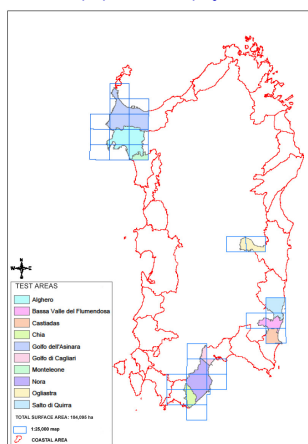 N
W E
S
TEST AREAS
Alghero
Bassa Valle del Flumendosa
Castiadas
Chia
Golfo dell'Asinara
Golfo di Cagliari
Monteleone
Nora
Ogliastra
Salto di Quirra
TOTAL SURFACE AREA: 184,095 ha
1:25,000 map
COASTAL AREA